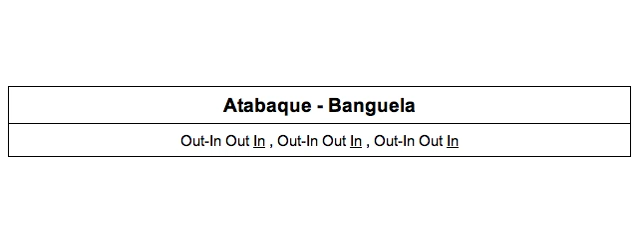 Atabaque - Banguela
Out-In Out In , Out-In Out In , Out-In Out In